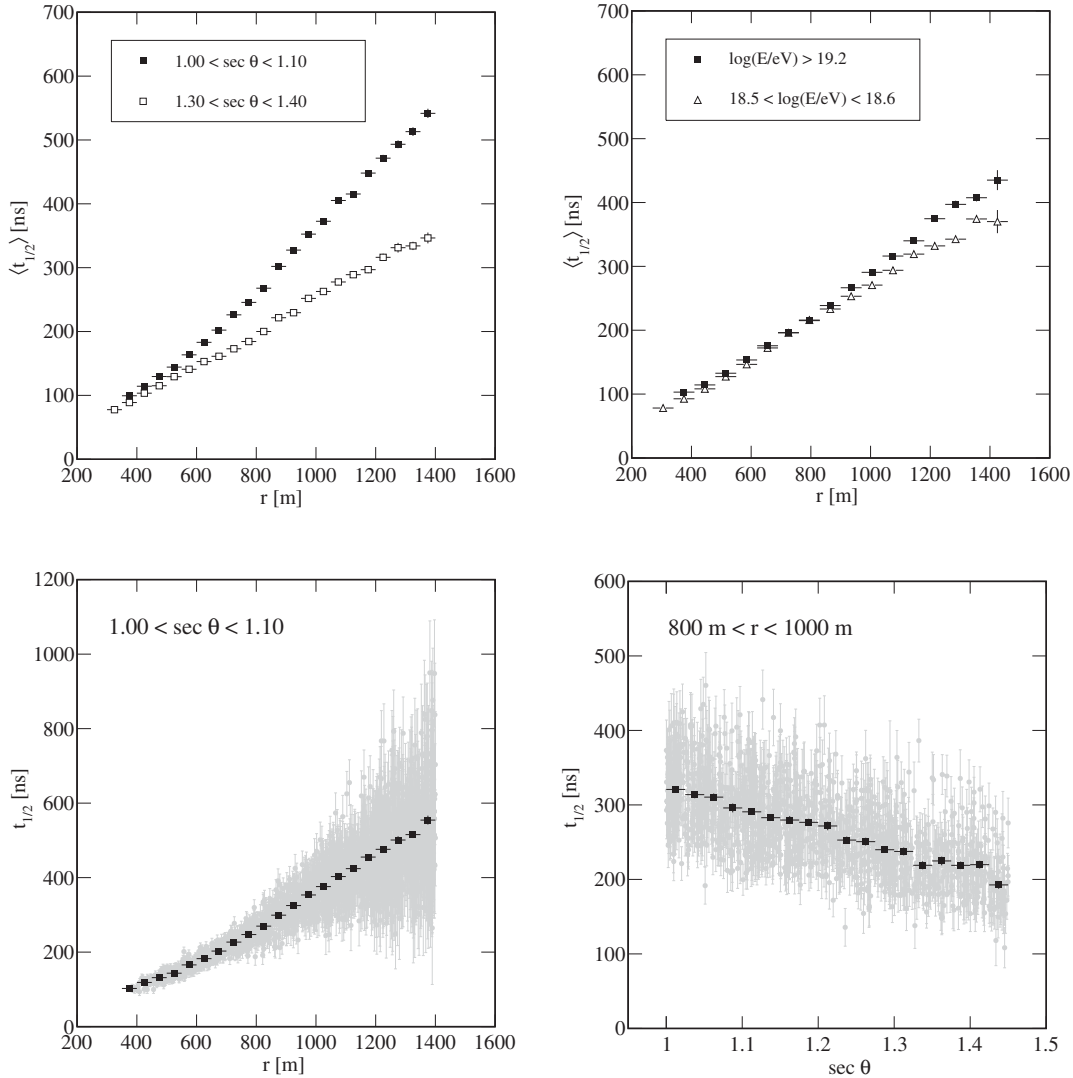 700
600
500
400
300
200
100
0
⟨t1/2⟩ [ns]
1.00 < sec θ < 1.10
1.30 < sec θ < 1.40
200 400 600 800 1000 1200 1400 1600
r [m]
700
600
500
400
300
200
100
0
⟨t1/2⟩ [ns]
log(E/eV) > 19.2
18.5 < log(E/eV) < 18.6
200 400 600 800 1000 1200 1400 1600
r [m]
1200
1000
800
600
400
200
0
t1/2 [ns]
1.00 < sec θ < 1.10
200 400 600 800 1000 1200 1400 1600
r [m]
600
500
400
300
200
100
0
t1/2 [ns]
800 m < r < 1000 m
1 1.1 1.2 1.3 1.4 1.5
sec θ